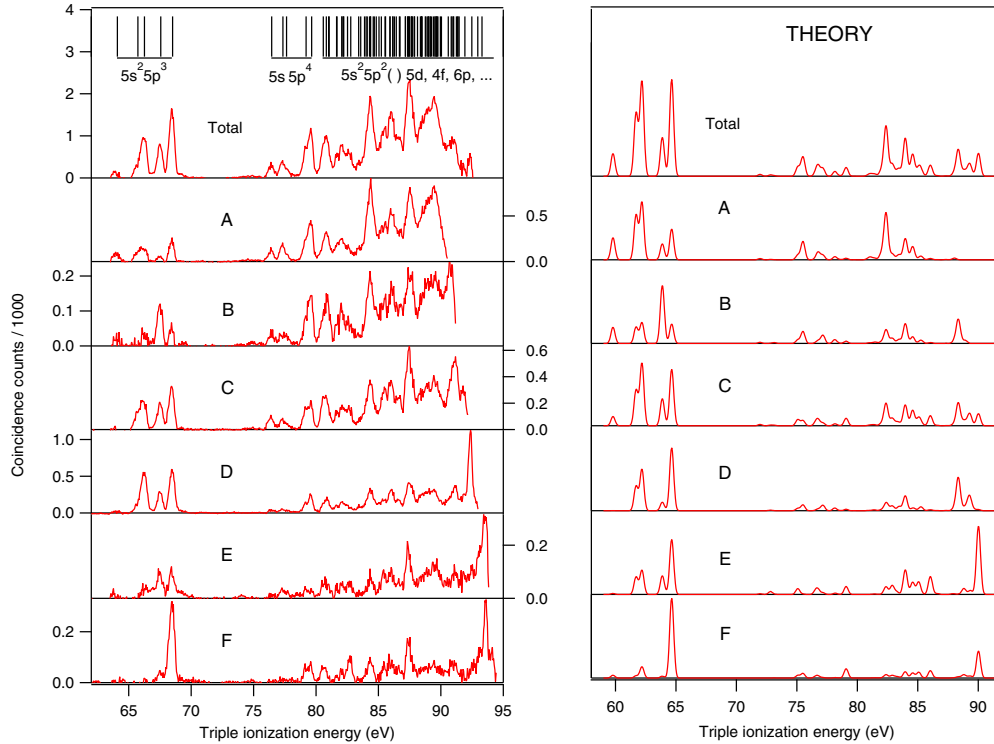 4
3
2
1
0
5s²5p³
5s 5p⁴
5s²5p²( ) 5d, 4f, 6p, ...
Total
A
0.5
0.0
0.2
0.1
0.0
B
0.6
0.4
0.2
0.0
C
1.0
0.5
0.0
D
0.2
0.0
E
0.2
0.0
F
Coincidence counts / 1000
65 70 75 80 85 90 95
Triple ionization energy (eV)
THEORY
Total
A
B
C
D
E
F
60 65 70 75 80 85 90
Triple ionization energy (eV)